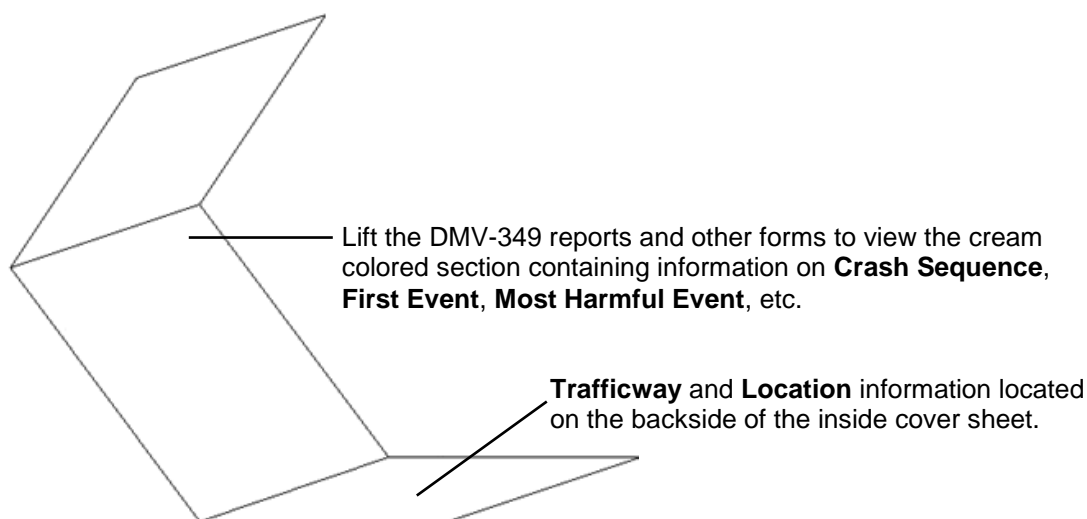 Lift the DMV-349 reports and other forms to view the cream
colored section containing information on Crash Sequence,
First Event, Most Harmful Event, etc.
Trafficway and Location information located
on the backside of the inside cover sheet.